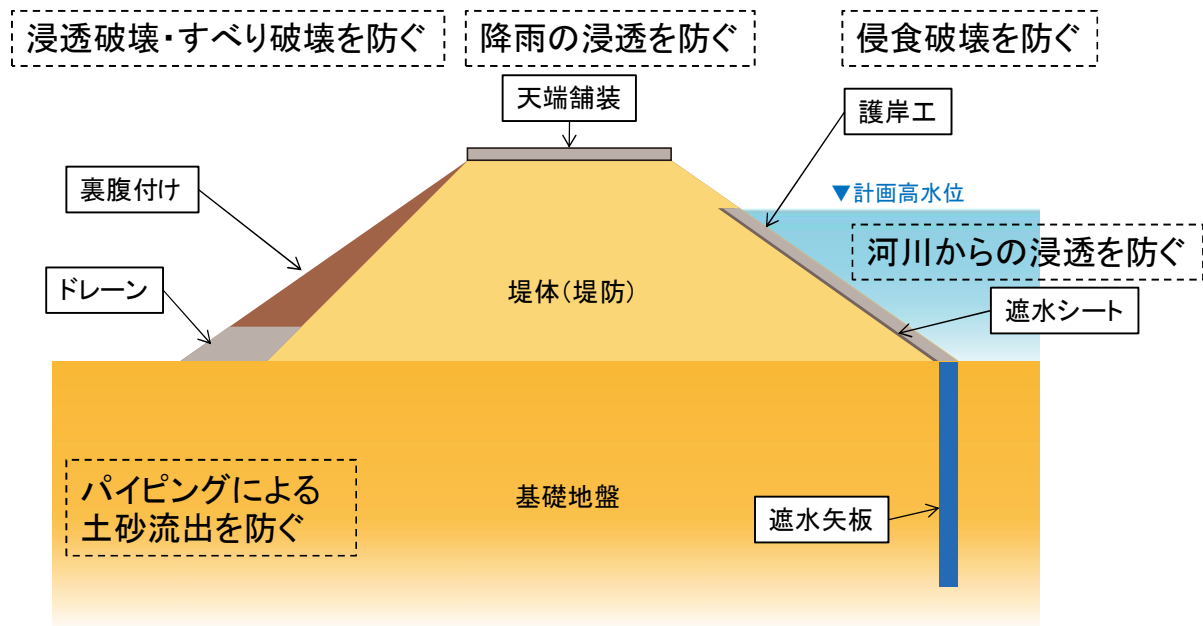 浸透破壊・すべり破壊を防ぐ
降雨の浸透を防ぐ
侵食破壊を防ぐ
天端舗装
護岸工
裏腹付け
▼計画高水位
河川からの浸透を防ぐ
ドレーン
堤体(堤防)
遮水シート
パイピングによる
土砂流出を防ぐ
基礎地盤
遮水矢板